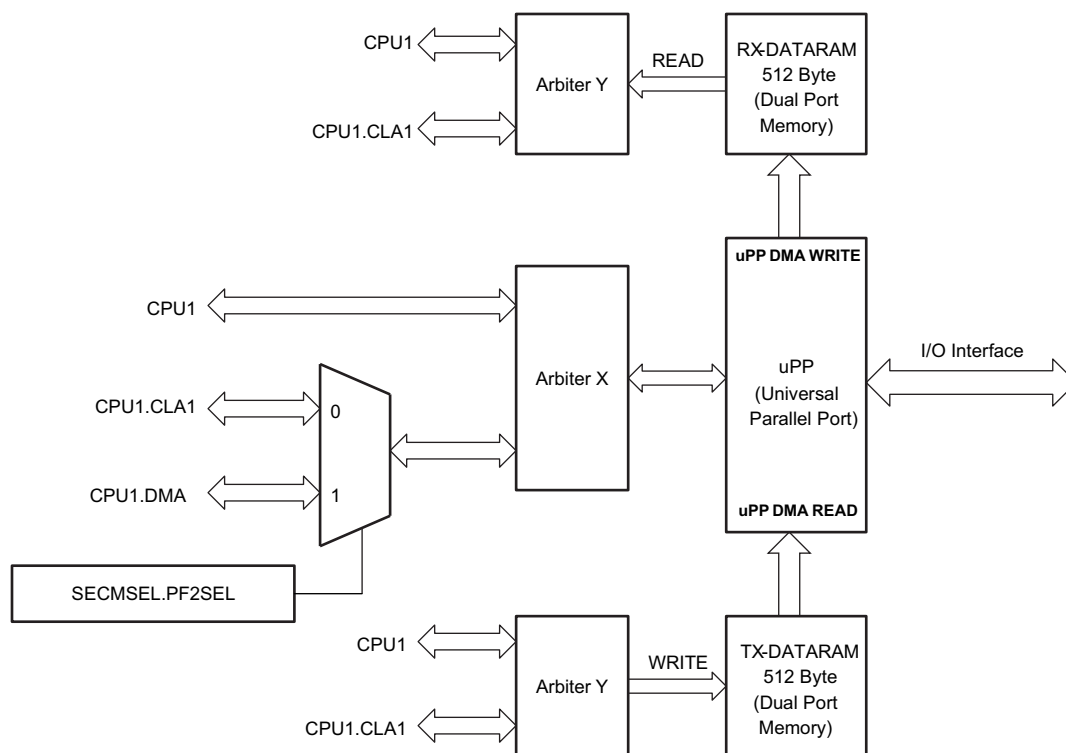 CPU1
CPU1.CLA1
Arbiter Y
READ
RX-DATARAM
512 Byte
(Dual Port
Memory)
CPU1
CPU1.CLA1
0
CPU1.DMA
1
SECMSEL.PF2SEL
Arbiter X
uPP DMA WRITE
uPP
(Universal
Parallel Port)
uPP DMA READ
I/O Interface
CPU1
CPU1.CLA1
Arbiter Y
WRITE
TX-DATARAM
512 Byte
(Dual Port
Memory)